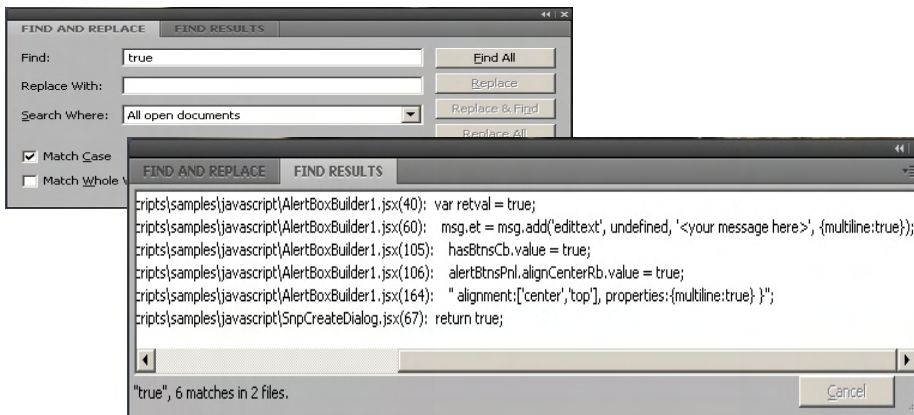 FIND AND REPLACE FIND RESULTS
Find: true Find All
Replace With: Replace
Search Where: All open documents Replace & Find
Replace All
Match Case
Match Whole
FIND AND REPLACE FIND RESULTS
cripts\samples\javascript\AlertBoxBuilder1.jsx(40): var retval = true;
cripts\samples\javascript\AlertBoxBuilder1.jsx(60): msg.et = msg.add('edittext', undefined, '<your message here>', {multiline:true});
cripts\samples\javascript\AlertBoxBuilder1.jsx(105): hasBtnsCb.value = true;
cripts\samples\javascript\AlertBoxBuilder1.jsx(106): alertBtnsPnl.alignCenterRb.value = true;
cripts\samples\javascript\AlertBoxBuilder1.jsx(164): " alignment:['center','top'], properties:{multiline:true} }";
cripts\samples\javascript\SnpCreateDialog.jsx(67): return true;
"true", 6 matches in 2 files. Cancel